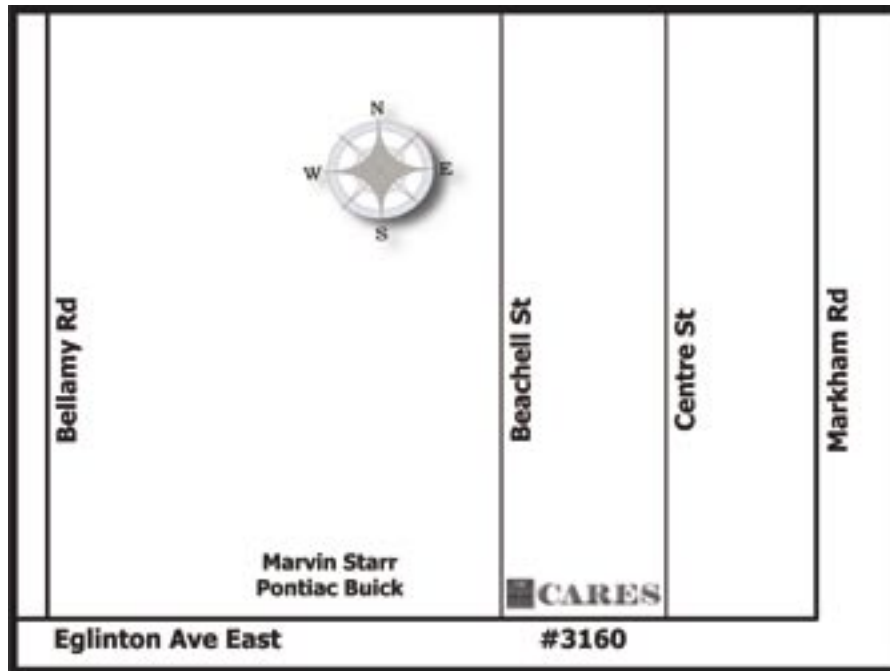 N
W
E
S
Bellamy Rd
Beachell St
Centre St
Markham Rd
Marvin Starr
Pontiac Buick
CARES
Eglinton Ave East
#3160